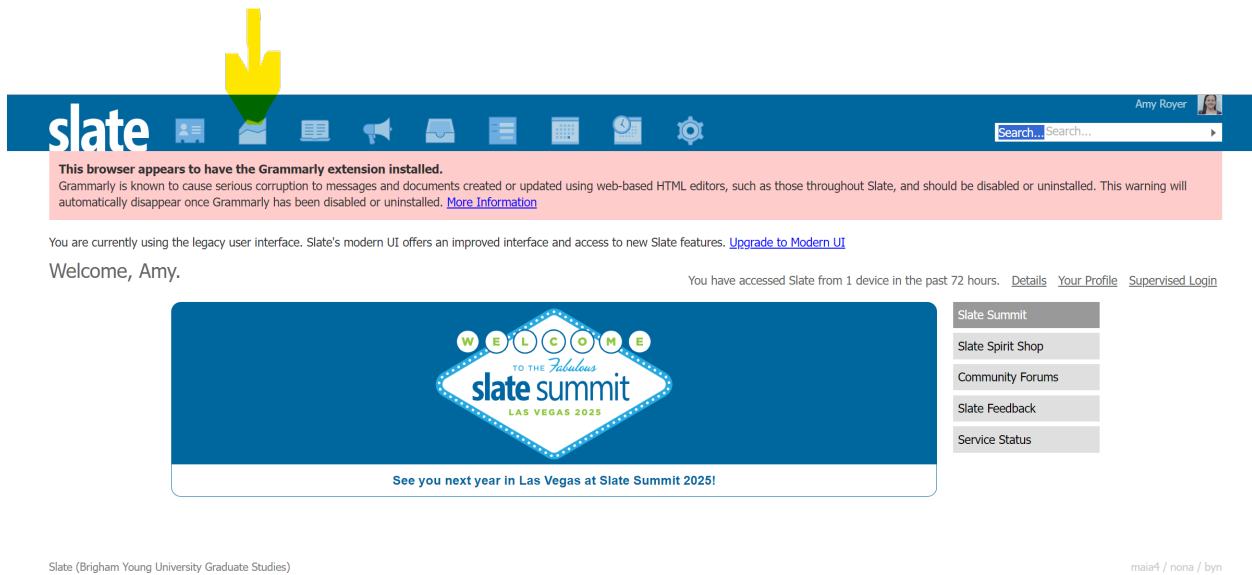 Amy Royer
slate
Search...Search...
This browser appears to have the Grammarly extension installed.
Grammarly is known to cause serious corruption to messages and documents created or updated using web-based HTML editors, such as those throughout Slate, and should be disabled or uninstalled. This warning will
automatically disappear once Grammarly has been disabled or uninstalled. More Information
You are currently using the legacy user interface. Slate's modern UI offers an improved interface and access to new Slate features. Upgrade to Modern UI
Welcome, Amy.
You have accessed Slate from 1 device in the past 72 hours. Details Your Profile Supervised Login
WELCOME
TO THE Fabulous
slate summit
LAS VEGAS 2025
See you next year in Las Vegas at Slate Summit 2025!
Slate Summit
Slate Spirit Shop
Community Forums
Slate Feedback
Service Status
Slate (Brigham Young University Graduate Studies)
maia4 / nona / byn